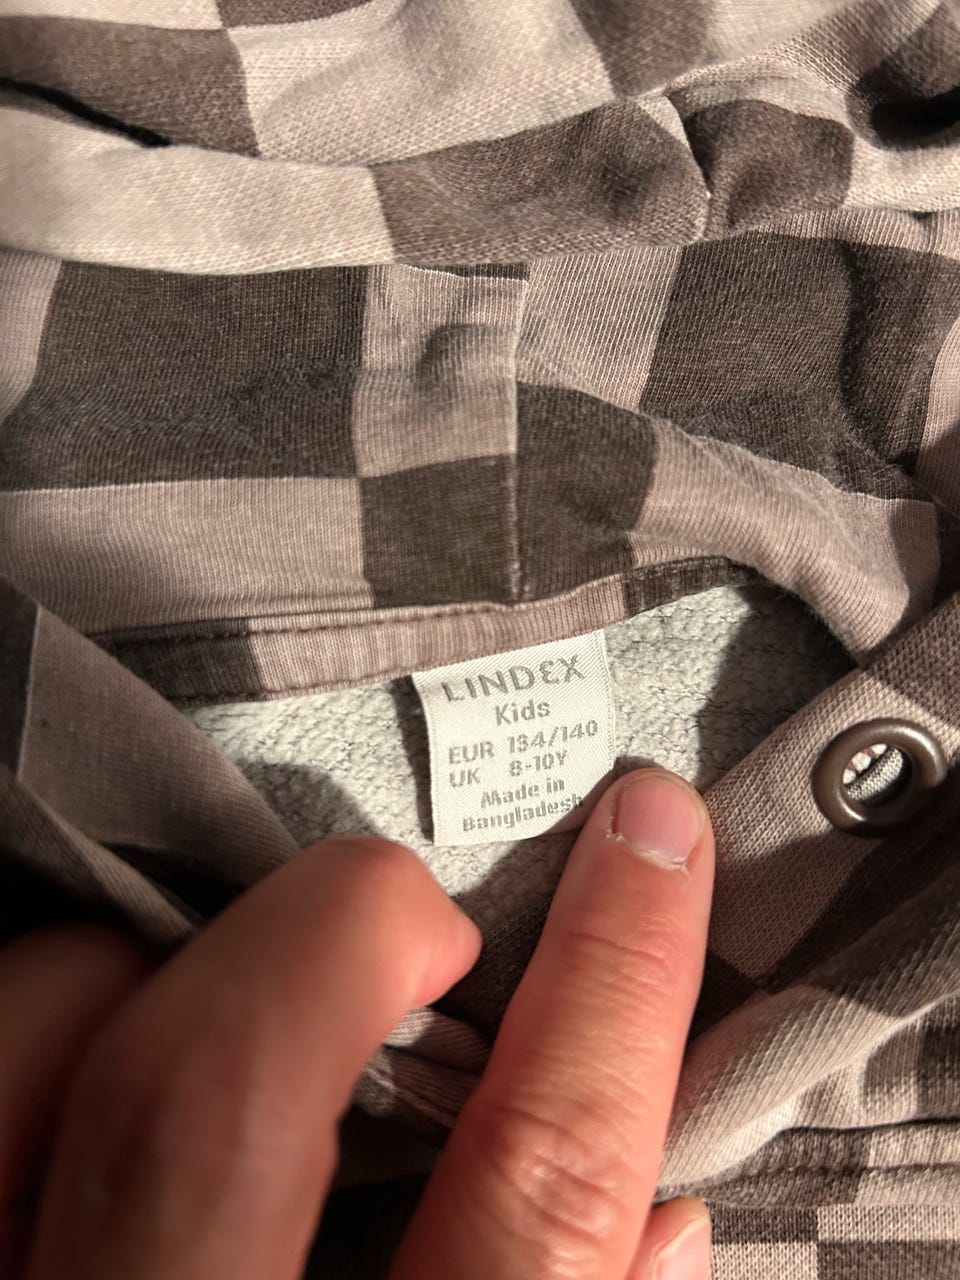 LINDEX
Kids
EUR 134/140
UK 8-10Y
Made in
Bangladesh